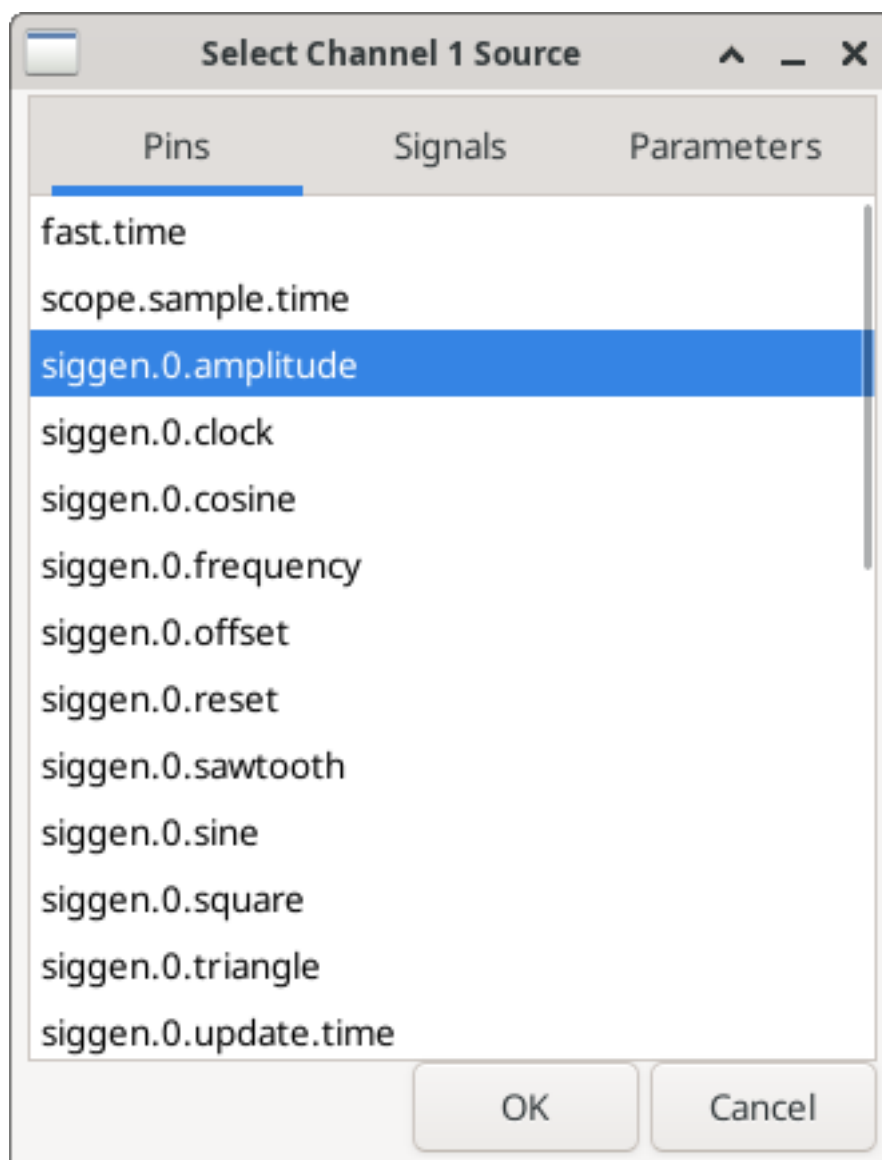 Select Channel 1 Source
Pins Signals Parameters
fast.time
scope.sample.time
siggen.0.amplitude
siggen.0.clock
siggen.0.cosine
siggen.0.frequency
siggen.0.offset
siggen.0.reset
siggen.0.sawtooth
siggen.0.sine
siggen.0.square
siggen.0.triangle
siggen.0.update.time
OK Cancel